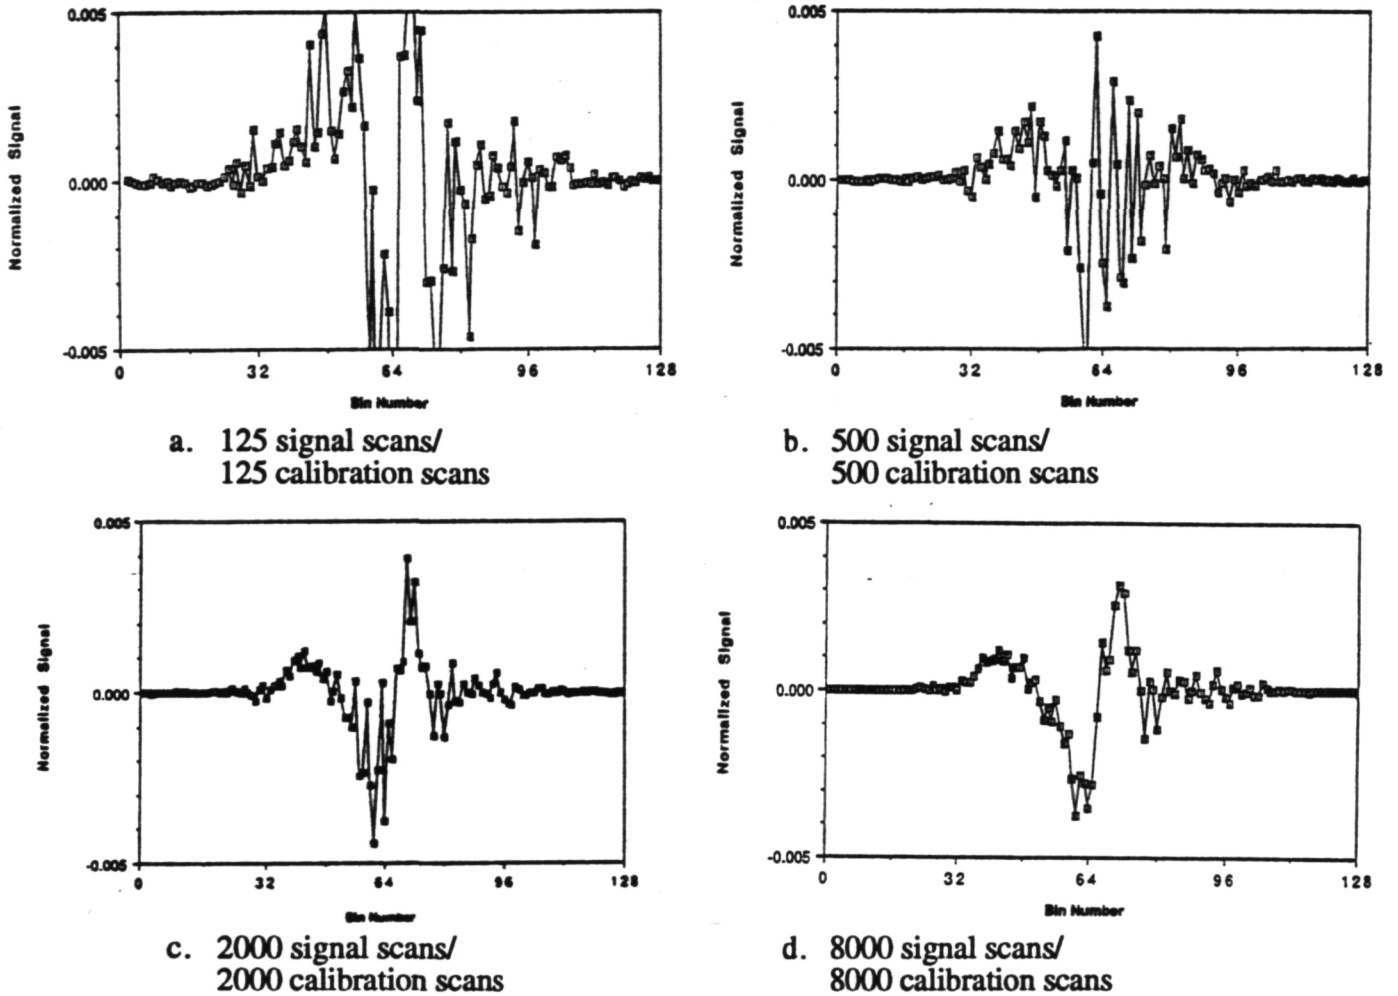 0.005
0.000
-0.005
Normalized Signal
0 32 64 96 128
Bin Number
a. 125 signal scans/
125 calibration scans
0.005
0.000
-0.005
Normalized Signal
0 32 64 96 128
Bin Number
b. 500 signal scans/
500 calibration scans
0.005
0.000
-0.005
Normalized Signal
0 32 64 96 128
Bin Number
c. 2000 signal scans/
2000 calibration scans
0.005
0.000
-0.005
Normalized Signal
0 32 64 96 128
Bin Number
d. 8000 signal scans/
8000 calibration scans